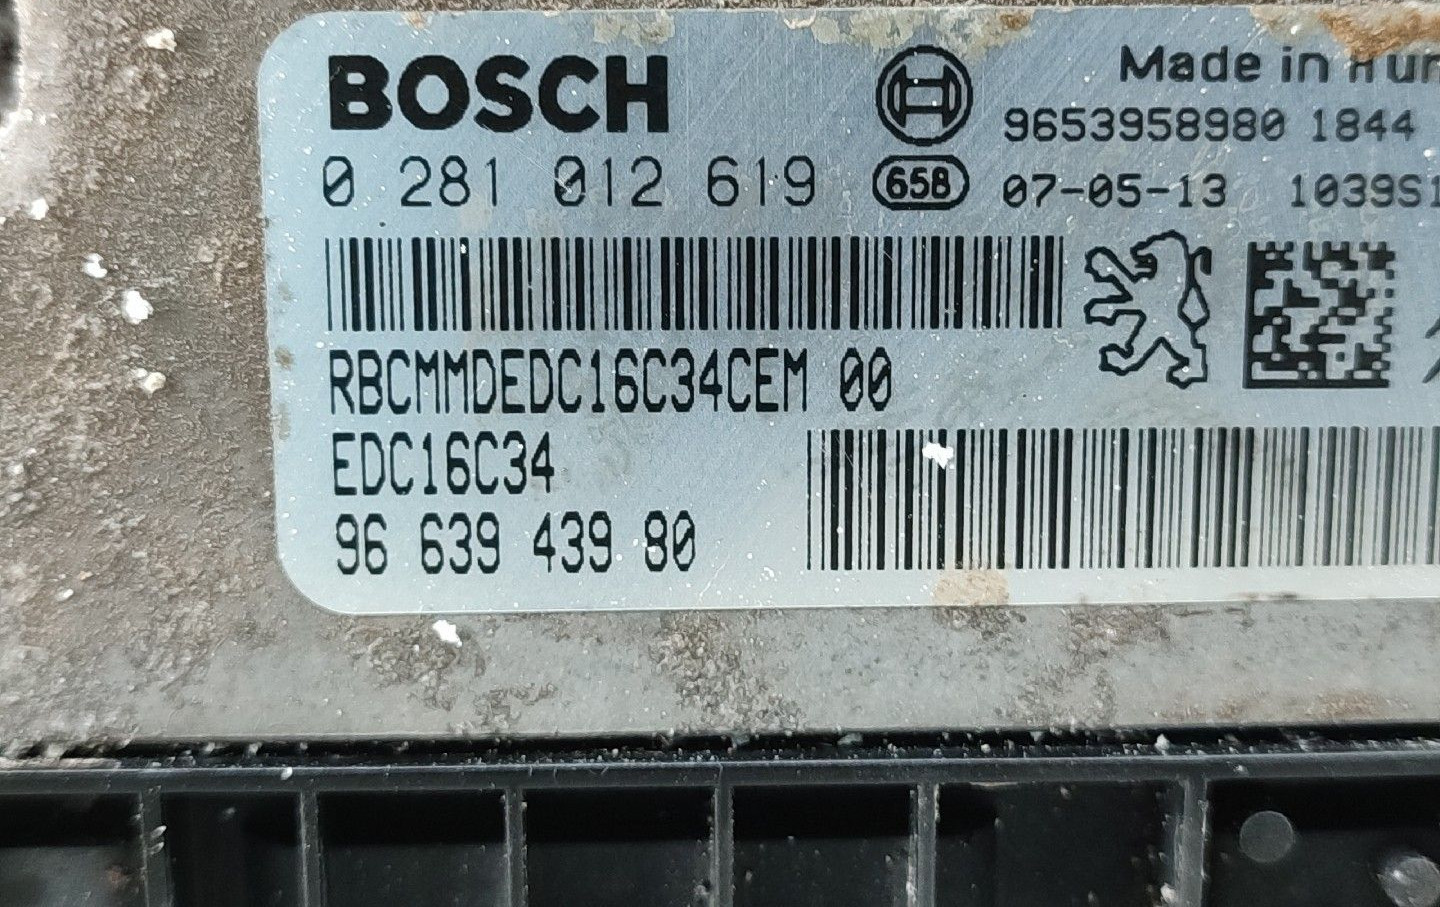 BOSCH
Made in
9653958980 1844
0 281 012 619
658
07-05-13 1039S1
RBCMMDEDC16C34CEM 00
EDC16C34
96 639 439 80